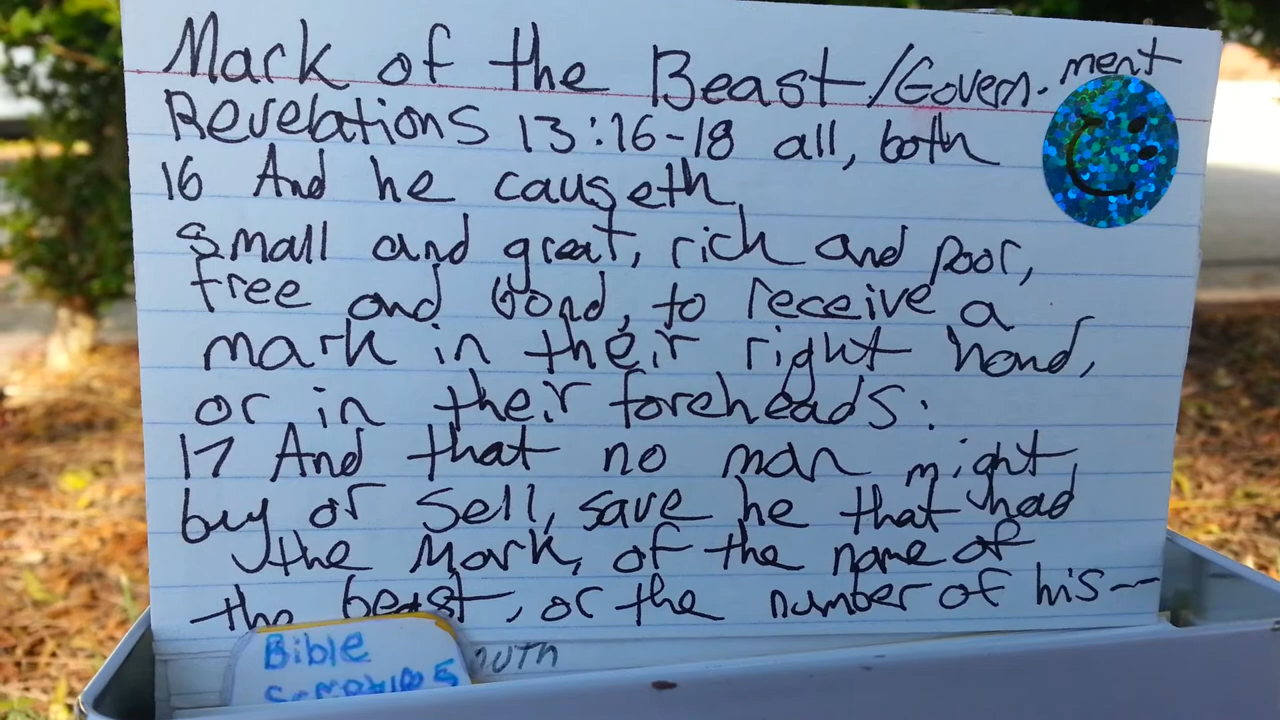 Mark of the Beast/Govern.ment
Revelations 13:16-18 all, both
16 And he causeth,
small and great, rich and poor,
free and bond, to receive a
mark in their right hand,
or in their foreheads:
17 And that no man might
buy or sell, save he that had
the Mark, of the name of
the beast, or the number of his—
Bible